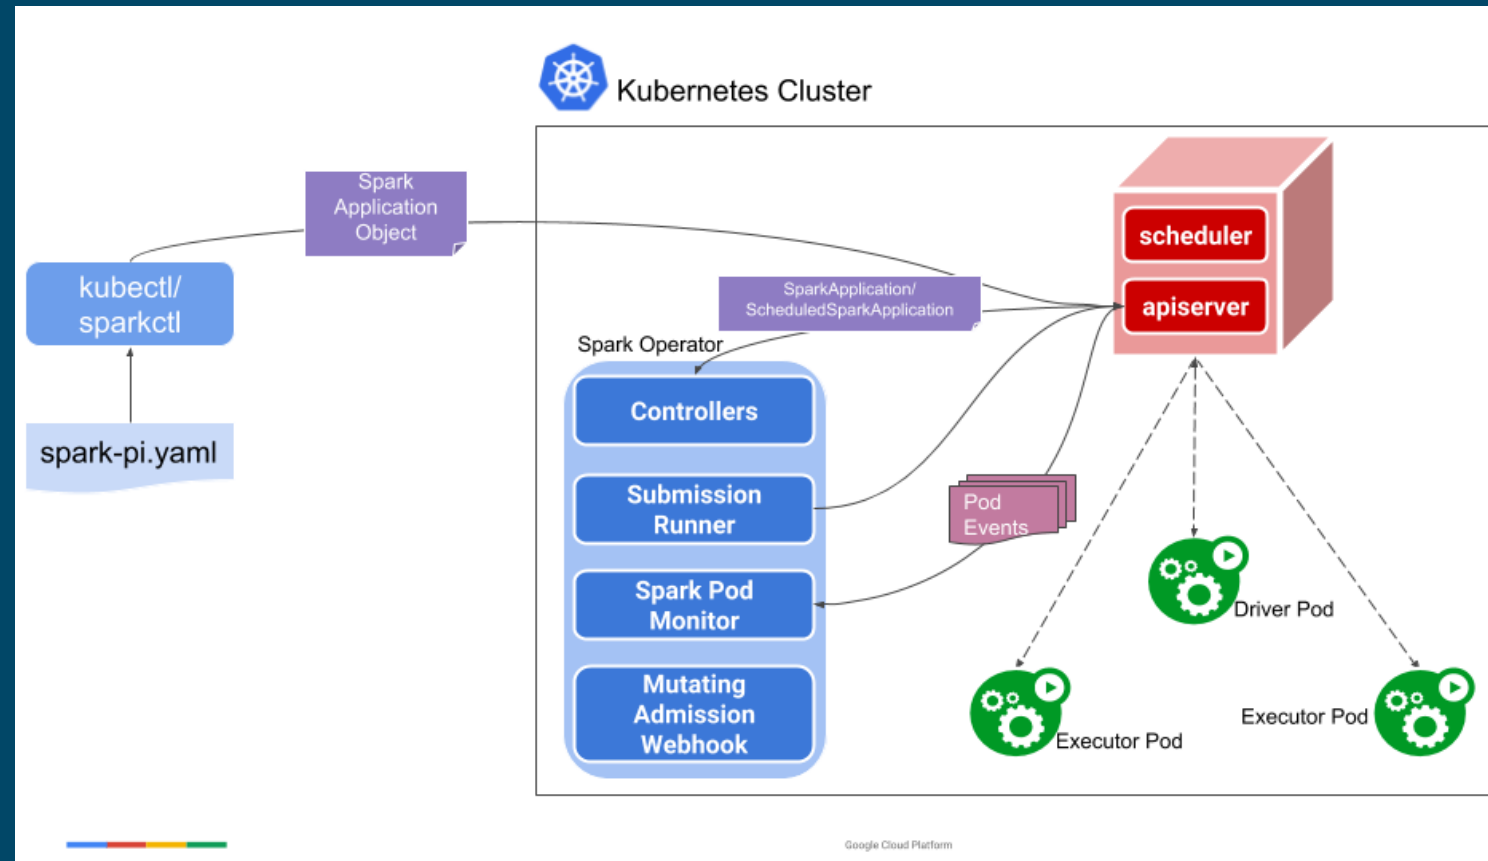 Kubernetes Cluster
Spark
Application
Object
scheduler
kubectl/
sparkctl
SparkApplication/
ScheduledSparkApplication
apiserver
Spark Operator
Controllers
spark-pi.yaml
Submission
Runner
Pod
Events
Spark Pod
Monitor
Driver Pod
Mutating
Admission
Webhook
Executor Pod
Executor Pod
Google Cloud Platform